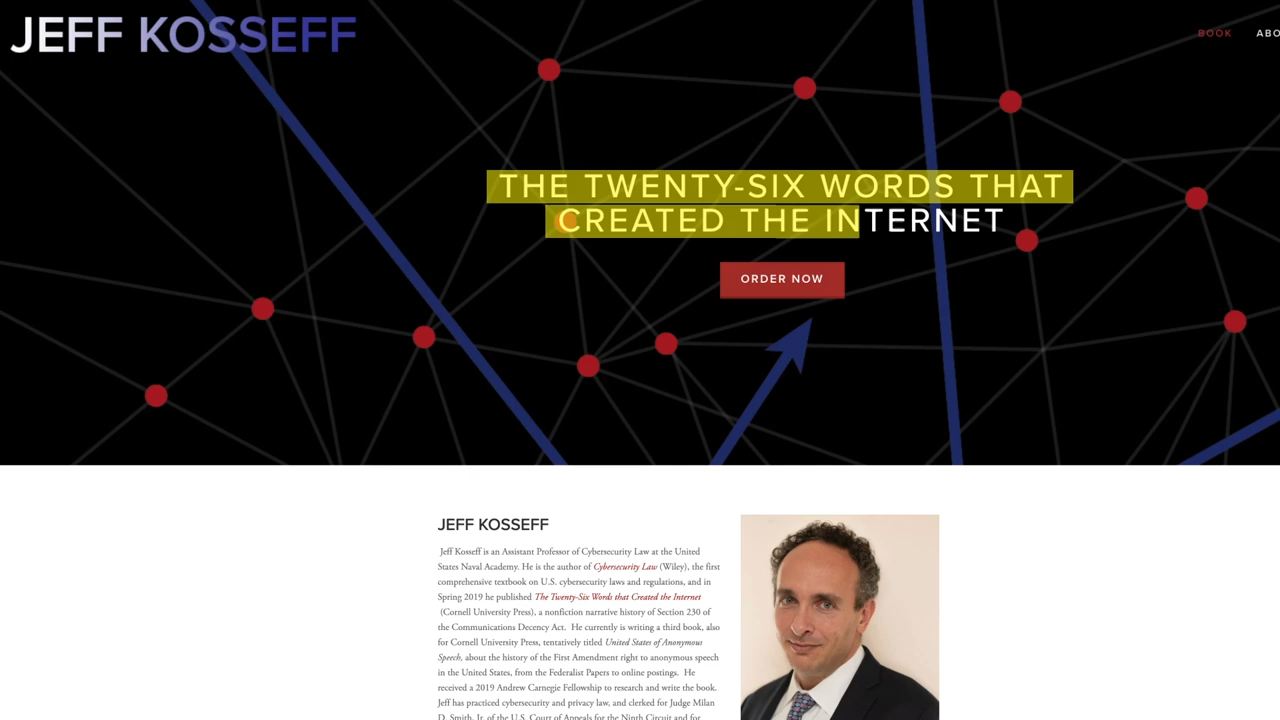 JEFF KOSSEFF
BOOK ABO
THE TWENTY-SIX WORDS THAT
CREATED THE INTERNET
ORDER NOW
JEFF KOSSEFF
Jeff Kosseff is an Assistant Professor of Cybersecurity Law at the United
States Naval Academy. He is the author of Cybersecurity Law (Wiley), the first
comprehensive textbook on U.S. cybersecurity laws and regulations, and in
Spring 2019 he published The Twenty-Six Words that Created the Internet
(Cornell University Press), a nonfiction narrative history of Section 230 of
the Communications Decency Act. He currently is writing a third book, also
for Cornell University Press, tentatively titled United States of Anonymous
Speech, about the history of the First Amendment right to anonymous speech
in the United States, from the Federalist Papers to online postings. He
received a 2019 Andrew Carnegie Fellowship to research and write the book.
Jeff has practiced cybersecurity and privacy law, and clerked for Judge Milan
D. Smith, Jr. of the U.S. Court of Appeals for the Ninth Circuit and for